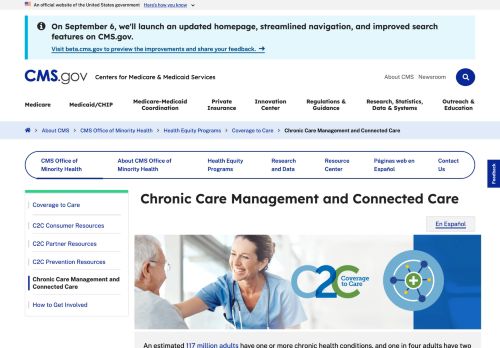 An official website of the United States government Here's how you know
On September 6, we'll launch an updated homepage, streamlined navigation, and improved search
features on CMS.gov.
Visit beta.cms.gov to preview the improvements and share your feedback.
CMS.gov Centers for Medicare & Medicaid Services
About CMS Newsroom
Medicare
Medicaid/CHIP
Medicare-Medicaid
Coordination
Private
Insurance
Innovation
Center
Regulations &
Guidance
Research, Statistics,
Data & Systems
Outreach &
Education
About CMS
CMS Office of Minority Health
Health Equity Programs
Coverage to Care
Chronic Care Management and Connected Care
Feedback
CMS Office of
Minority Health
About CMS Office of
Minority Health
Health Equity
Programs
Research
and Data
Resource
Center
Páginas web en
Español
Contact
Us
Coverage to Care
C2C Consumer Resources
C2C Partner Resources
C2C Prevention Resources
Chronic Care Management and
Connected Care
How to Get Involved
Chronic Care Management and Connected Care
En Español
C2C Coverage
to Care
An estimated 117 million adults have one or more chronic health conditions, and one in four adults have two